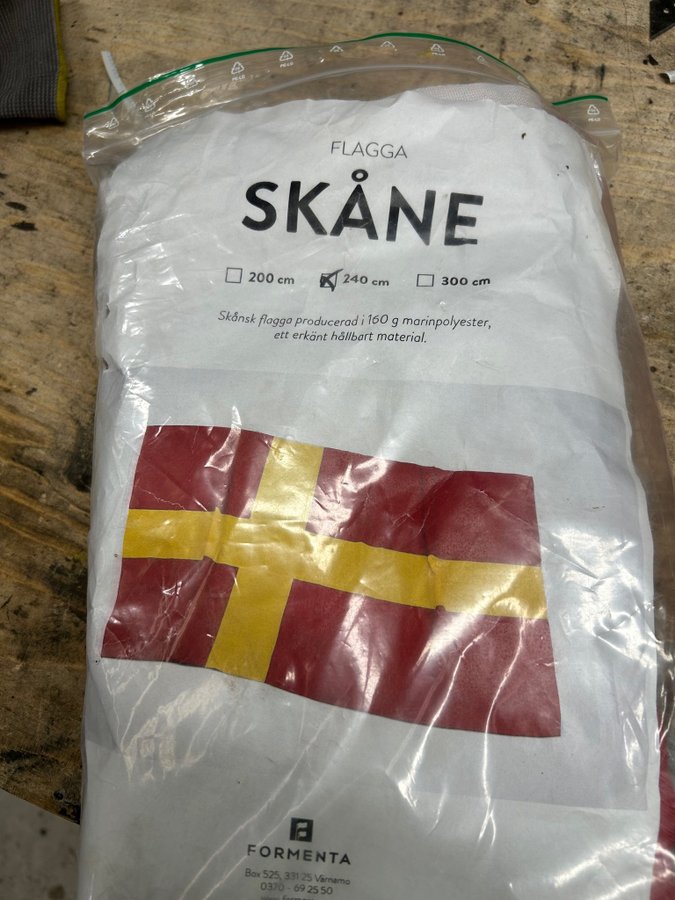 FLAGGA
SKÅNE
200 cm 240 cm 300 cm
Skånsk flagga producerad i 160 g marinpolyester,
ett erkänt hållbart material.
FORMENTA
Box 525, 331 25 Värnamo
0370 - 69 25 50